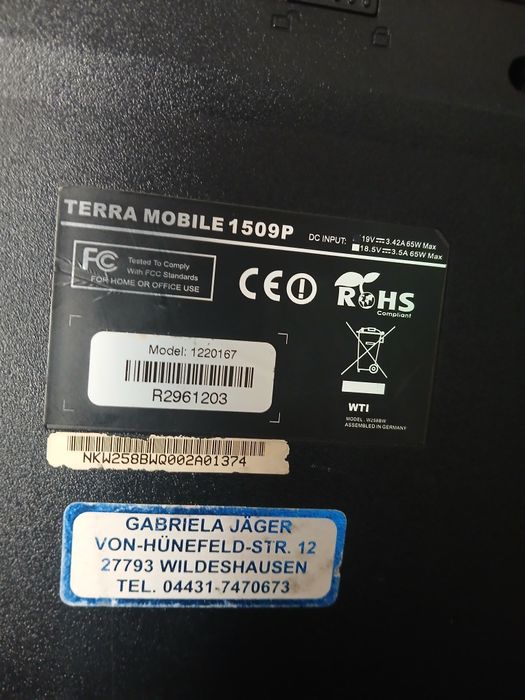 TERRA MOBILE 1509P
DC INPUT: 19V 3.42A 65W Max
18.5V 3.5A 65W Max
FC Tested To Comply
With FCC Standards
FOR HOME OR OFFICE USE
CE
RoHS
Compliant
Model: 1220167
R2961203
WTI
MODEL : W258BW
ASSEMBLED IN GERMANY
NKW258BWQ002A01374
GABRIELA JÄGER
VON-HÜNEFELD-STR. 12
27793 WILDESHAUSEN
TEL. 04431-7470673